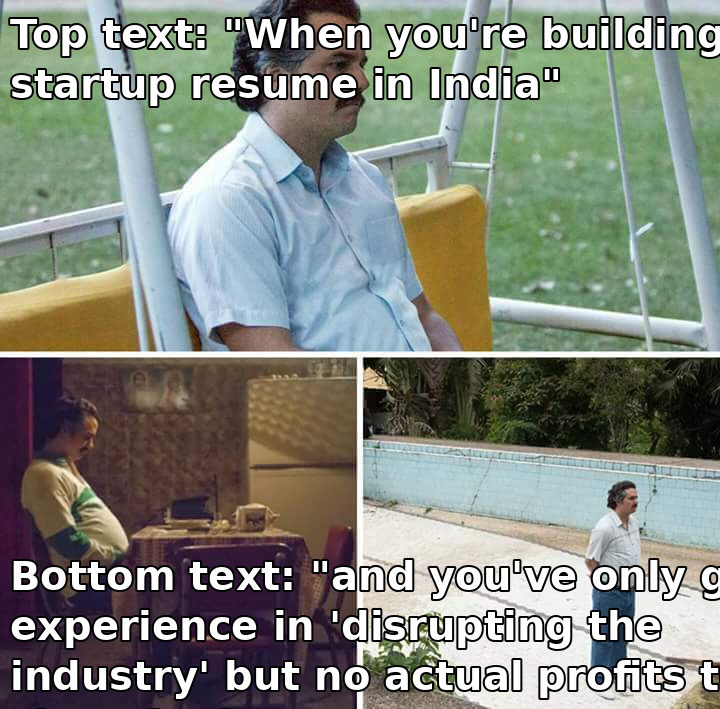 Top text: "When you're building
startup resume in India"
Bottom text: "and you've only g
experience in 'disrupting the
industry' but no actual profits t